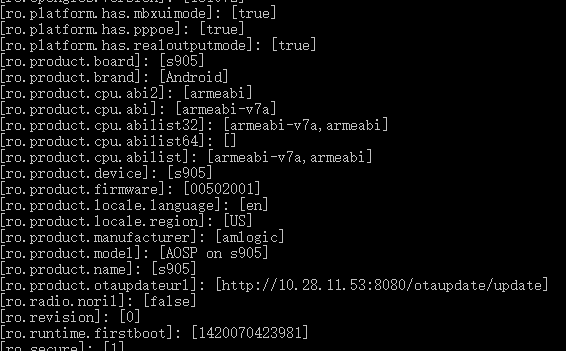 [ro.platform.has.mbxuimode]: [true]
[ro.platform.has.pppoe]: [true]
[ro.platform.has.realoutputmode]: [true]
[ro.product.board]: [s905]
[ro.product.brand]: [Android]
[ro.product.cpu.abi2]: [armeabi]
[ro.product.cpu.abi]: [armeabi-v7a]
[ro.product.cpu.abilist32]: [armeabi-v7a,armeabi]
[ro.product.cpu.abilist64]: []
[ro.product.cpu.abilist]: [armeabi-v7a,armeabi]
[ro.product.device]: [s905]
[ro.product.firmware]: [00502001]
[ro.product.locale.language]: [en]
[ro.product.locale.region]: [US]
[ro.product.manufacturer]: [amlogic]
[ro.product.model]: [AOSP on s905]
[ro.product.name]: [s905]
[ro.product.otaupdateurl]: [http://10.28.11.53:8080/otaupdate/update]
[ro.radio.noril]: [false]
[ro.revision]: [0]
[ro.runtime.firstboot]: [1420070423981]
[ro.secure]: [1]